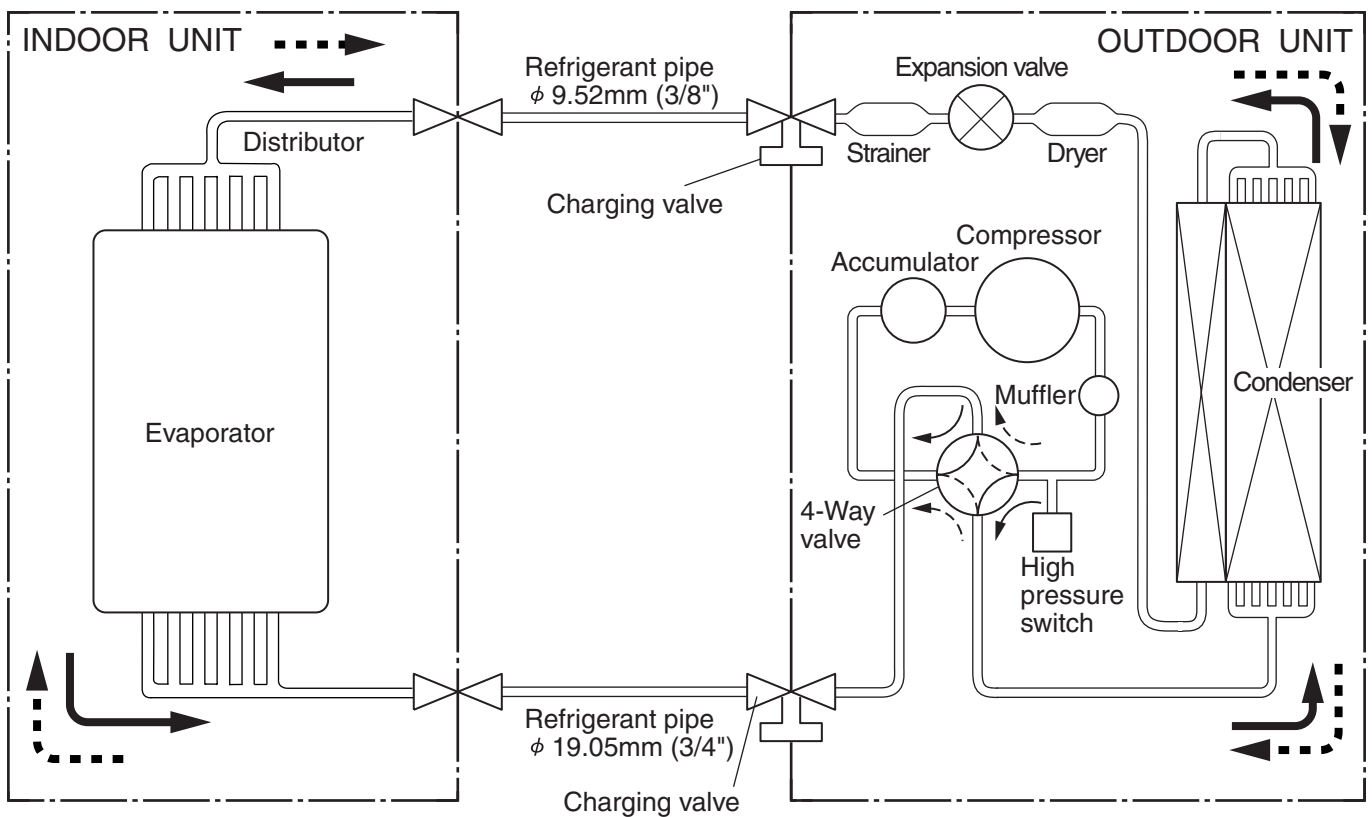 INDOOR UNIT
OUTDOOR UNIT
Refrigerant pipe
φ 9.52mm (3/8")
Expansion valve
Distributor
Strainer
Dryer
Charging valve
Compressor
Accumulator
Condenser
Muffler
Evaporator
4-Way
valve
High
pressure
switch
Refrigerant pipe
φ 19.05mm (3/4")
Charging valve